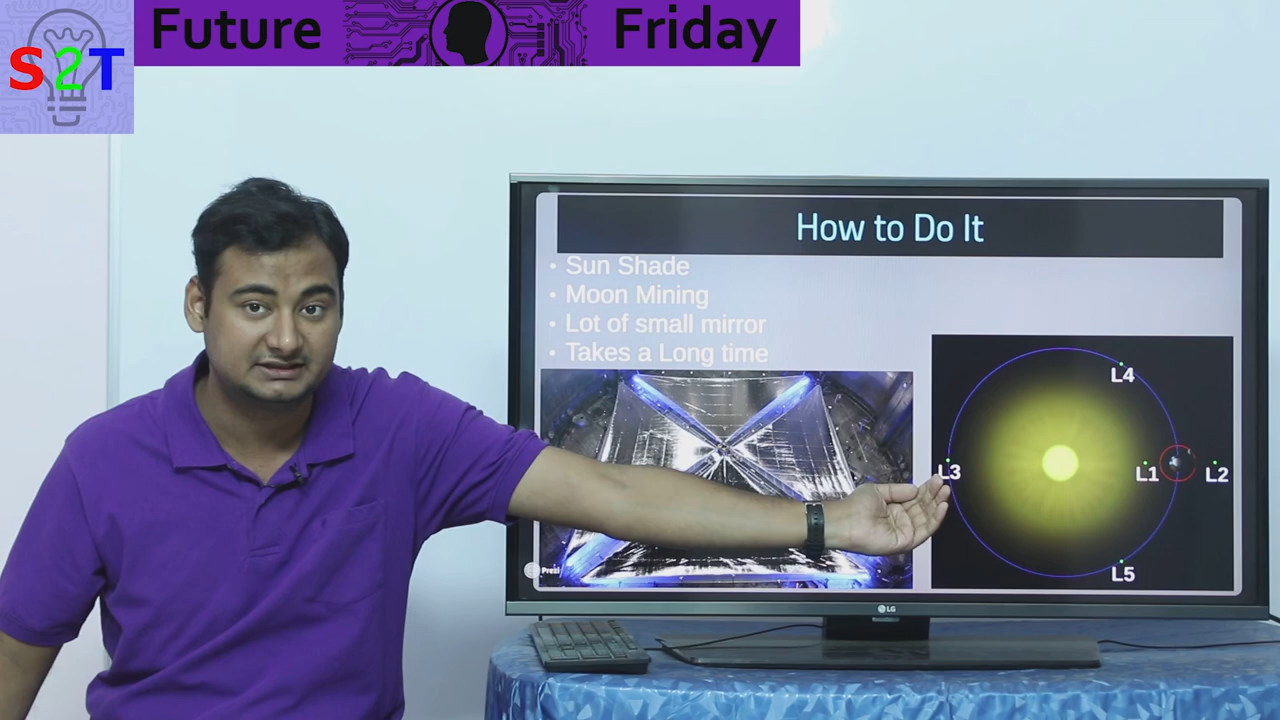 Future Friday
S2T
How to Do It
• Sun Shade
• Moon Mining
• Lot of small mirror
• Takes a Long time
L4
L3
L1
L2
L5
Prezi
LG